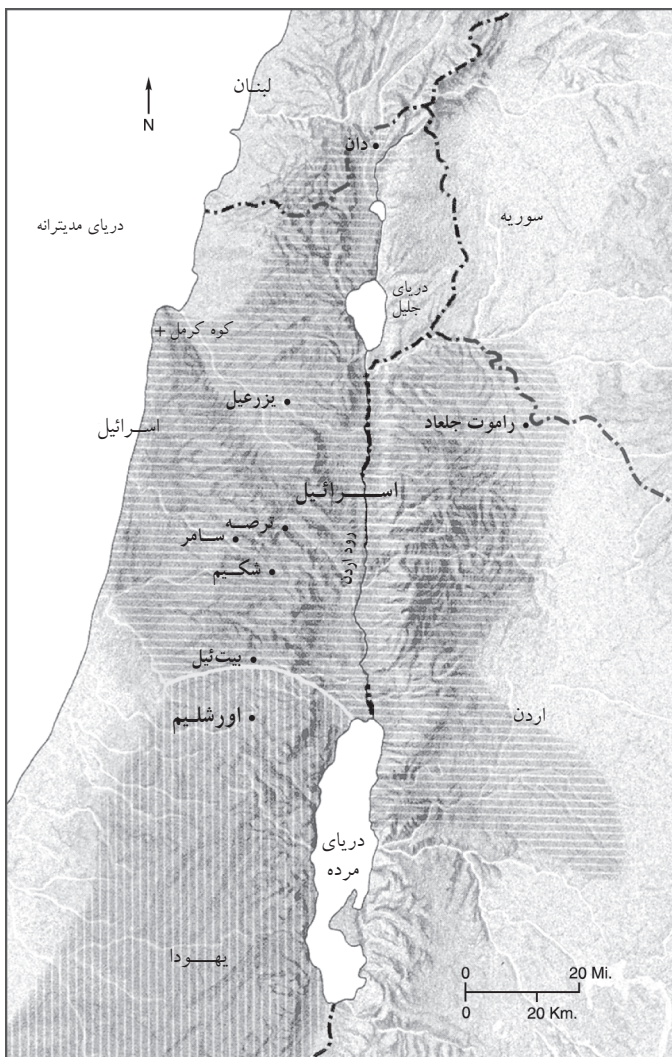 لبنان
N
دان
سوریه
دریای مدیترانه
دریای
جلیل
کوه کرمل +
یزرعیل
اسرائیل
راموت جلعاد
اسرائیل
ترصه
سامر
شکیم
رود اردن
بیت‌ئیل
اورشلیم
اردن
دریای
مرده
یهودا
0 20 Mi.
0 20 Km.